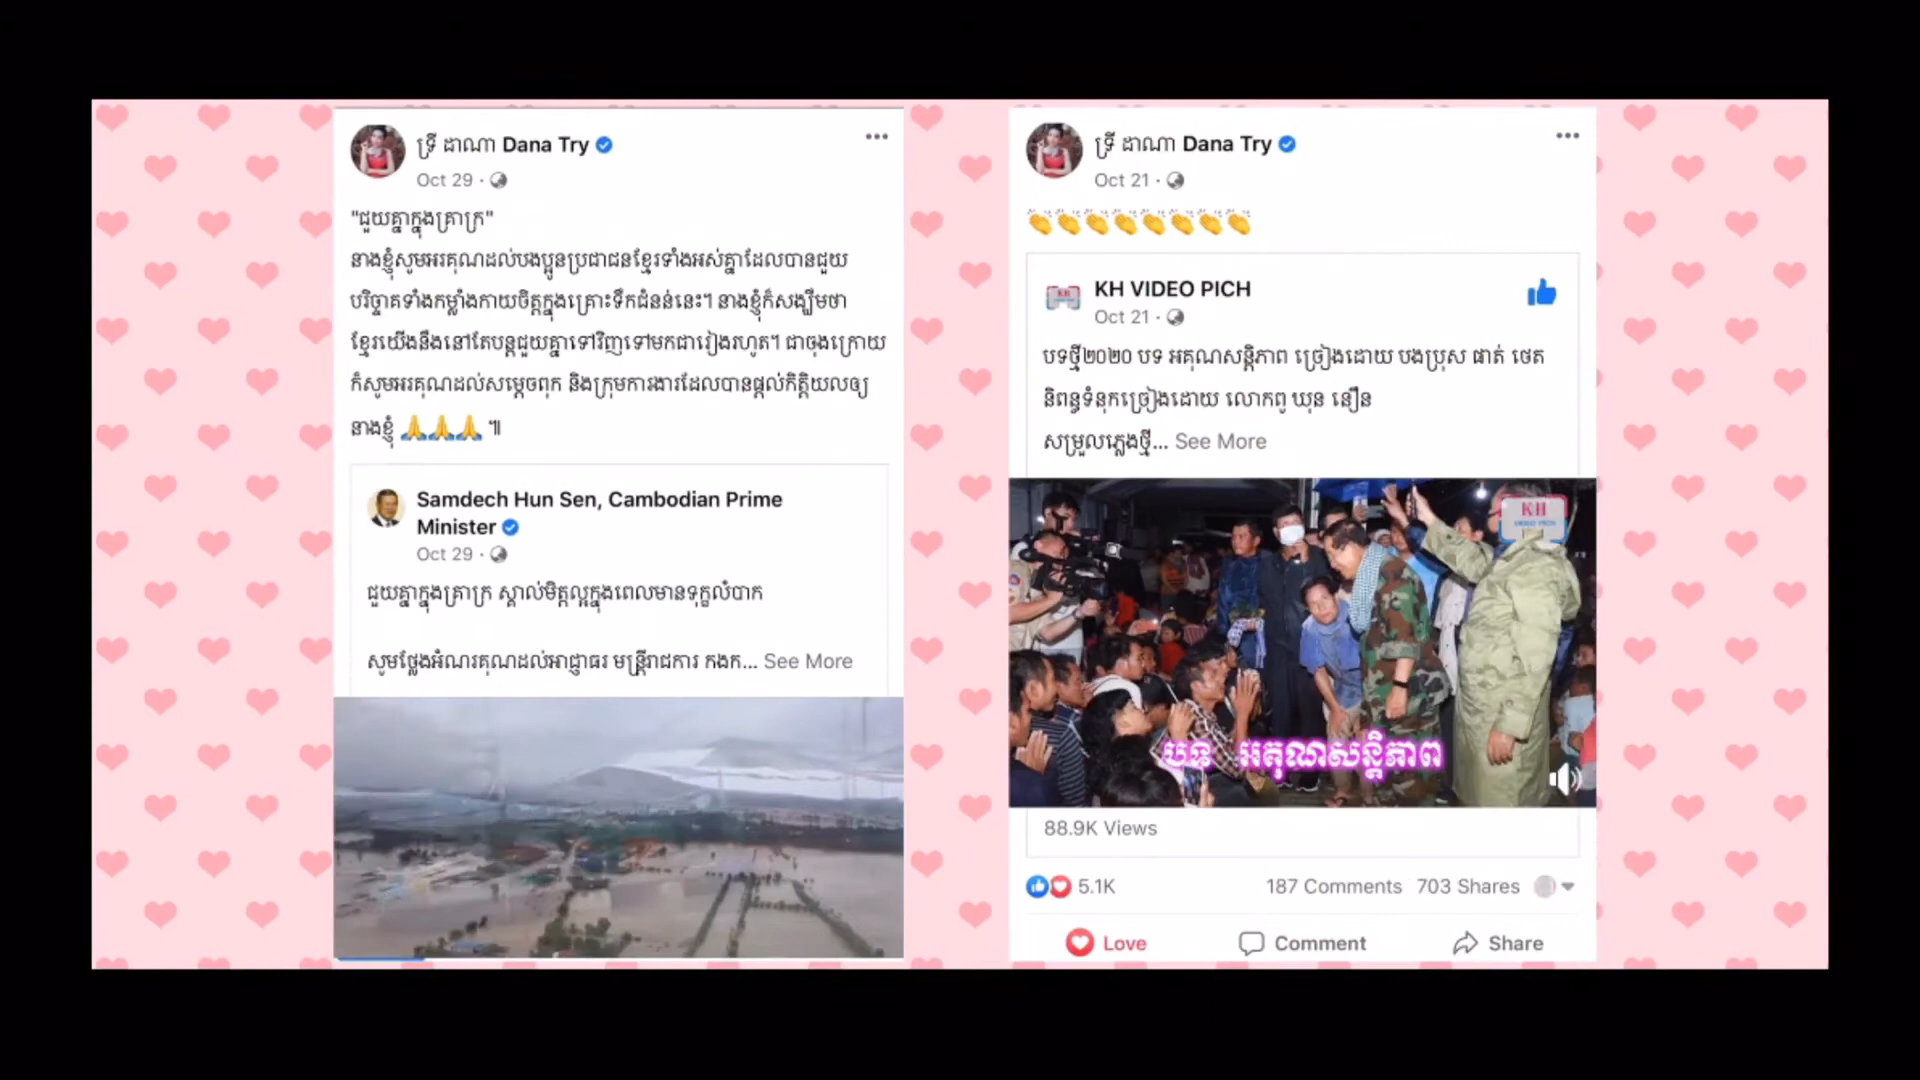 ទ្រី ដាណា Dana Try
Oct 29 ·
"ជួយគ្នាក្នុងគ្រាក្រ"
នាងខ្ញុំសូមអរគុណដល់បងប្អូនប្រជាជនខ្មែរទាំងអស់គ្នាដែលបានជួយ
បរិច្ចាគទាំងកម្លាំងកាយចិត្តក្នុងគ្រោះទឹកជំនន់នេះ។ នាងខ្ញុំក៏សង្ឃឹមថា
ខ្មែរយើងនឹងនៅតែបន្តជួយគ្នាទៅវិញទៅមកជារៀងរហូត។ ជាចុងក្រោយ
ក៏សូមអរគុណដល់សម្តេចពុក និងក្រុមការងារដែលបានផ្តល់កិត្តិយលឲ្យ
នាងខ្ញុំ 🙏🙏🙏 ៕
Samdech Hun Sen, Cambodian Prime
Minister
Oct 29 ·
ជួយគ្នាក្នុងគ្រាក្រ ស្គាល់មិត្តល្អក្នុងពេលមានទុក្ខលំបាក
សូមថ្លែងអំណរគុណដល់អាជ្ញាធរ មន្ត្រីរាជការ កងក... See More
ទ្រី ដាណា Dana Try
Oct 21 ·
👏👏👏👏👏👏👏👏
KH VIDEO PICH
Oct 21 ·
បទថ្មី២០២០ បទ អគុណសន្តិភាព ច្រៀងដោយ បងប្រុស ផាត់ ថេត
និពន្ធទំនុកច្រៀងដោយ លោកពូ ឃុន នឿន
សម្រួលភ្លេងថ្មី... See More
KH
បទ អគុណសន្តិភាព
88.9K Views
5.1K 187 Comments 703 Shares
Love Comment Share